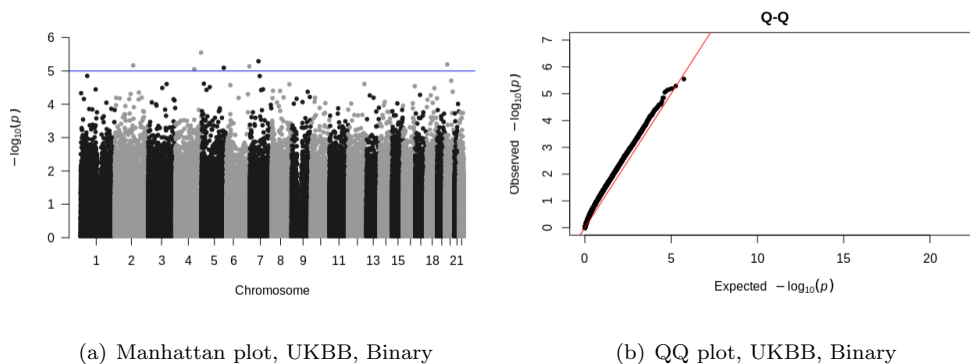 6
5
4
3
2
1
0
−log10(p)
1 2 3 4 5 6 7 8 9 11 13 15 18 21
Chromosome
(a) Manhattan plot, UKBB, Binary
Q-Q
7
6
5
4
3
2
1
0
Observed −log10(p)
0 5 10 15 20
Expected −log10(p)
(b) QQ plot, UKBB, Binary